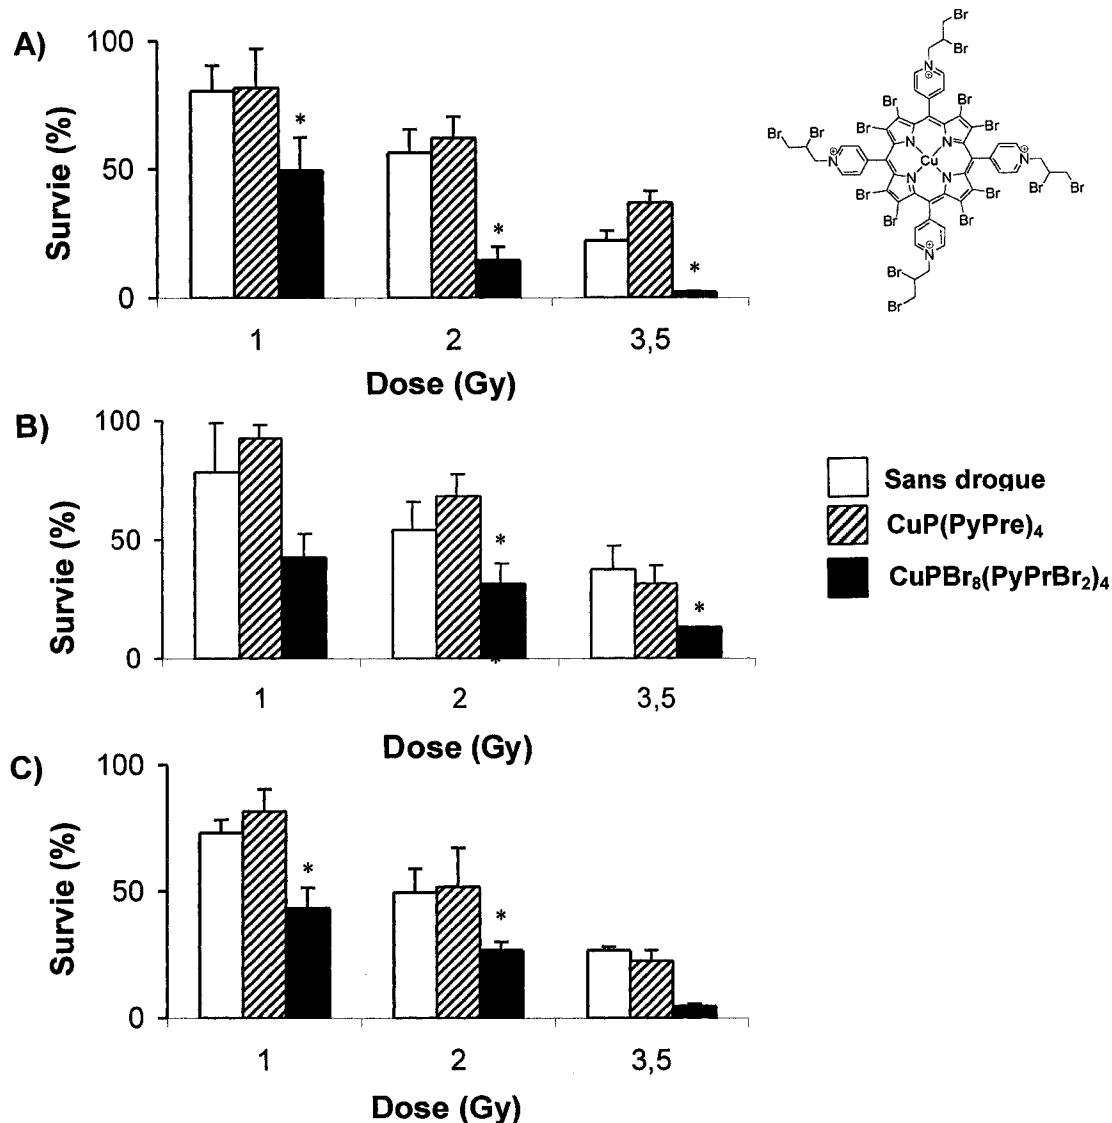 A)
100
50
0
Survie (%)
*
*
*
1
2
3,5
Dose (Gy)
Br
Br
N
+
Br
Br
Br
Br
Br
Br
N
+
N
N
Cu
N
N
N
+
Br
Br
Br
Br
Br
Br
N
+
Br
Br
B)
100
50
0
Survie (%)
*
*
*
1
2
3,5
Dose (Gy)
Sans drogue
CuP(PyPre)₄
CuPBr₈(PyPrBr₂)₄
C)
100
50
0
Survie (%)
*
*
1
2
3,5
Dose (Gy)